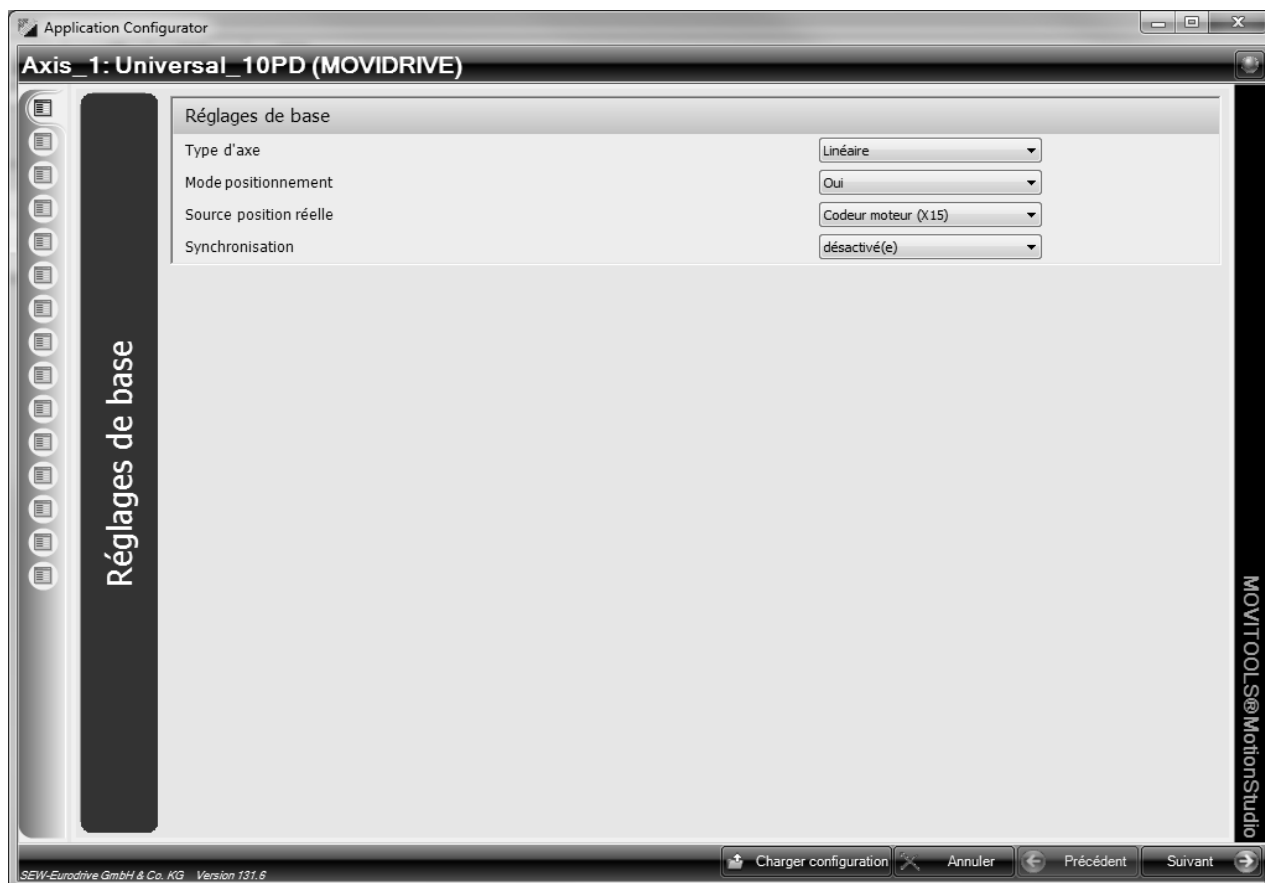 Application Configurator
Axis_1: Universal_10PD (MOVIDRIVE)
Réglages de base
Réglages de base
Type d'axe
Linéaire
Mode positionnement
Oui
Source position réelle
Codeur moteur (X15)
Synchronisation
désactivé(e)
MOVITOOLS®MotionStudio
Charger configuration
Annuler
Précédent
Suivant
SEW-Eurodrive GmbH & Co. KG Version 131.6